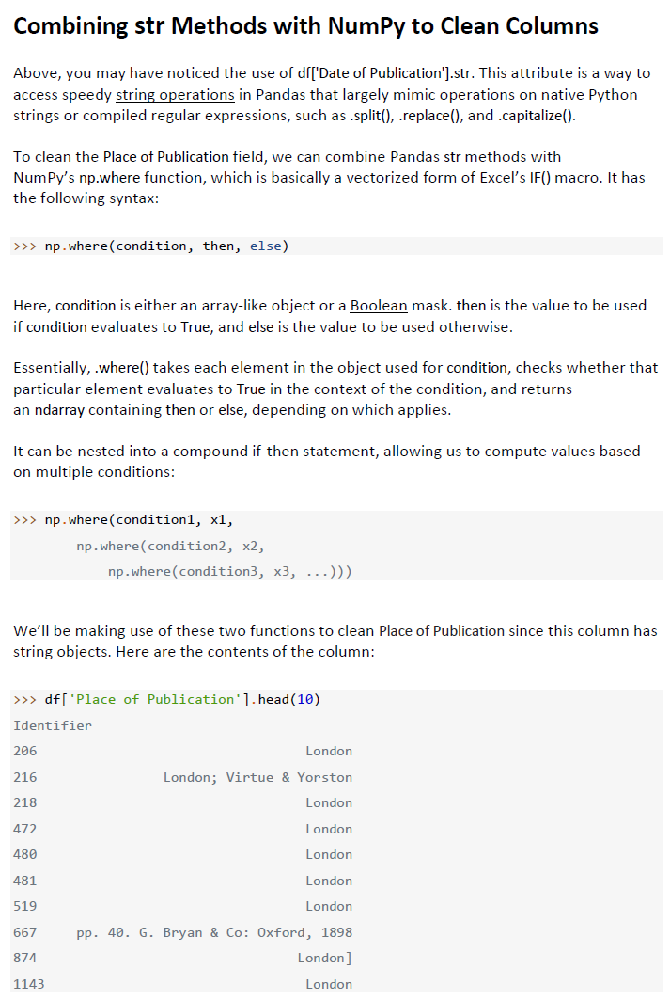 Combining str Methods with NumPy to Clean Columns
Above, you may have noticed the use of df['Date of Publication'].str. This attribute is a way to
access speedy string operations in Pandas that largely mimic operations on native Python
strings or compiled regular expressions, such as .split(), .replace(), and .capitalize().
To clean the Place of Publication field, we can combine Pandas str methods with
NumPy’s np.where function, which is basically a vectorized form of Excel’s IF() macro. It has
the following syntax:
>>> np.where(condition, then, else)
Here, condition is either an array-like object or a Boolean mask. then is the value to be used
if condition evaluates to True, and else is the value to be used otherwise.
Essentially, .where() takes each element in the object used for condition, checks whether that
particular element evaluates to True in the context of the condition, and returns
an ndarray containing then or else, depending on which applies.
It can be nested into a compound if-then statement, allowing us to compute values based
on multiple conditions:
>>> np.where(condition1, x1,
        np.where(condition2, x2,
            np.where(condition3, x3, ...)))
We’ll be making use of these two functions to clean Place of Publication since this column has
string objects. Here are the contents of the column:
>>> df['Place of Publication'].head(10)
Identifier
206                                  London
216                London; Virtue & Yorston
218                                  London
472                                  London
480                                  London
481                                  London
519                                  London
667     pp. 40. G. Bryan & Co: Oxford, 1898
874                                 London]
1143                                 London